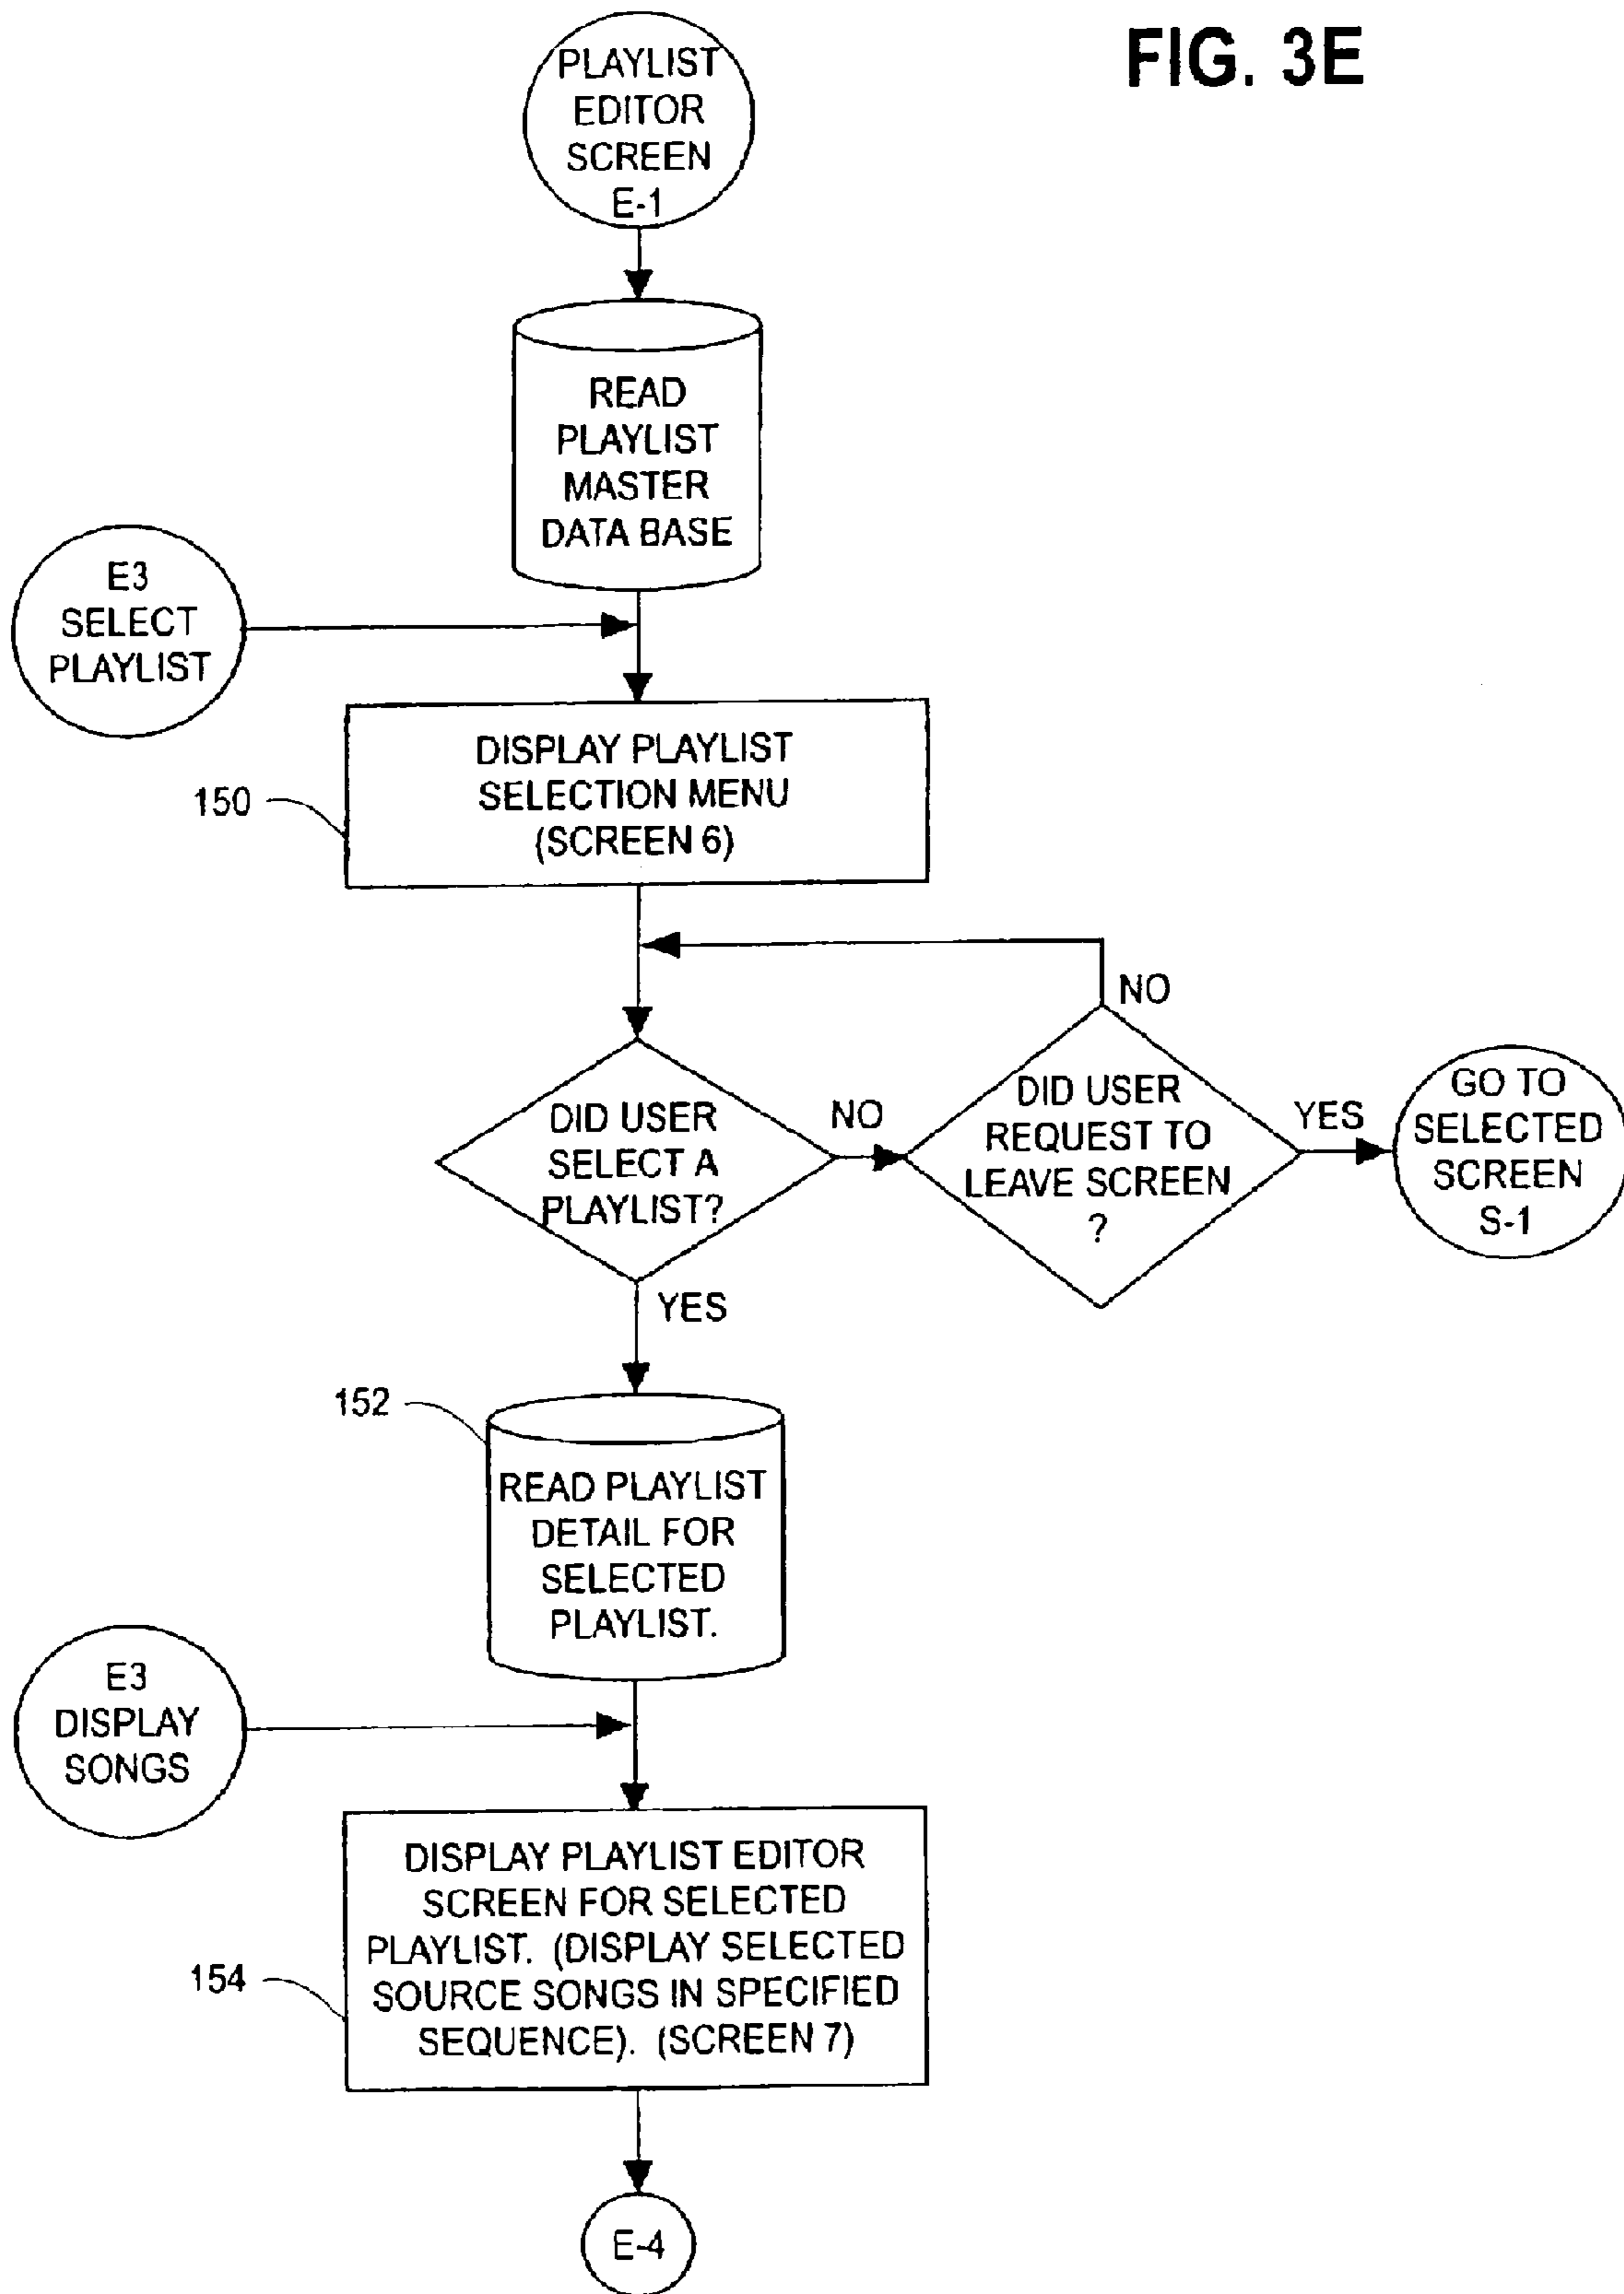 FIG. 3E
PLAYLIST
EDITOR
SCREEN
E-1
READ
PLAYLIST
MASTER
DATA BASE
E3
SELECT
PLAYLIST
DISPLAY PLAYLIST
SELECTION MENU
(SCREEN 6)
150
NO
DID USER
SELECT A
PLAYLIST?
NO
DID USER
REQUEST TO
LEAVE SCREEN
?
YES
GO TO
SELECTED
SCREEN
S-1
YES
152
READ PLAYLIST
DETAIL FOR
SELECTED
PLAYLIST.
E3
DISPLAY
SONGS
DISPLAY PLAYLIST EDITOR
SCREEN FOR SELECTED
PLAYLIST. (DISPLAY SELECTED
SOURCE SONGS IN SPECIFIED
SEQUENCE). (SCREEN 7)
154
E-4